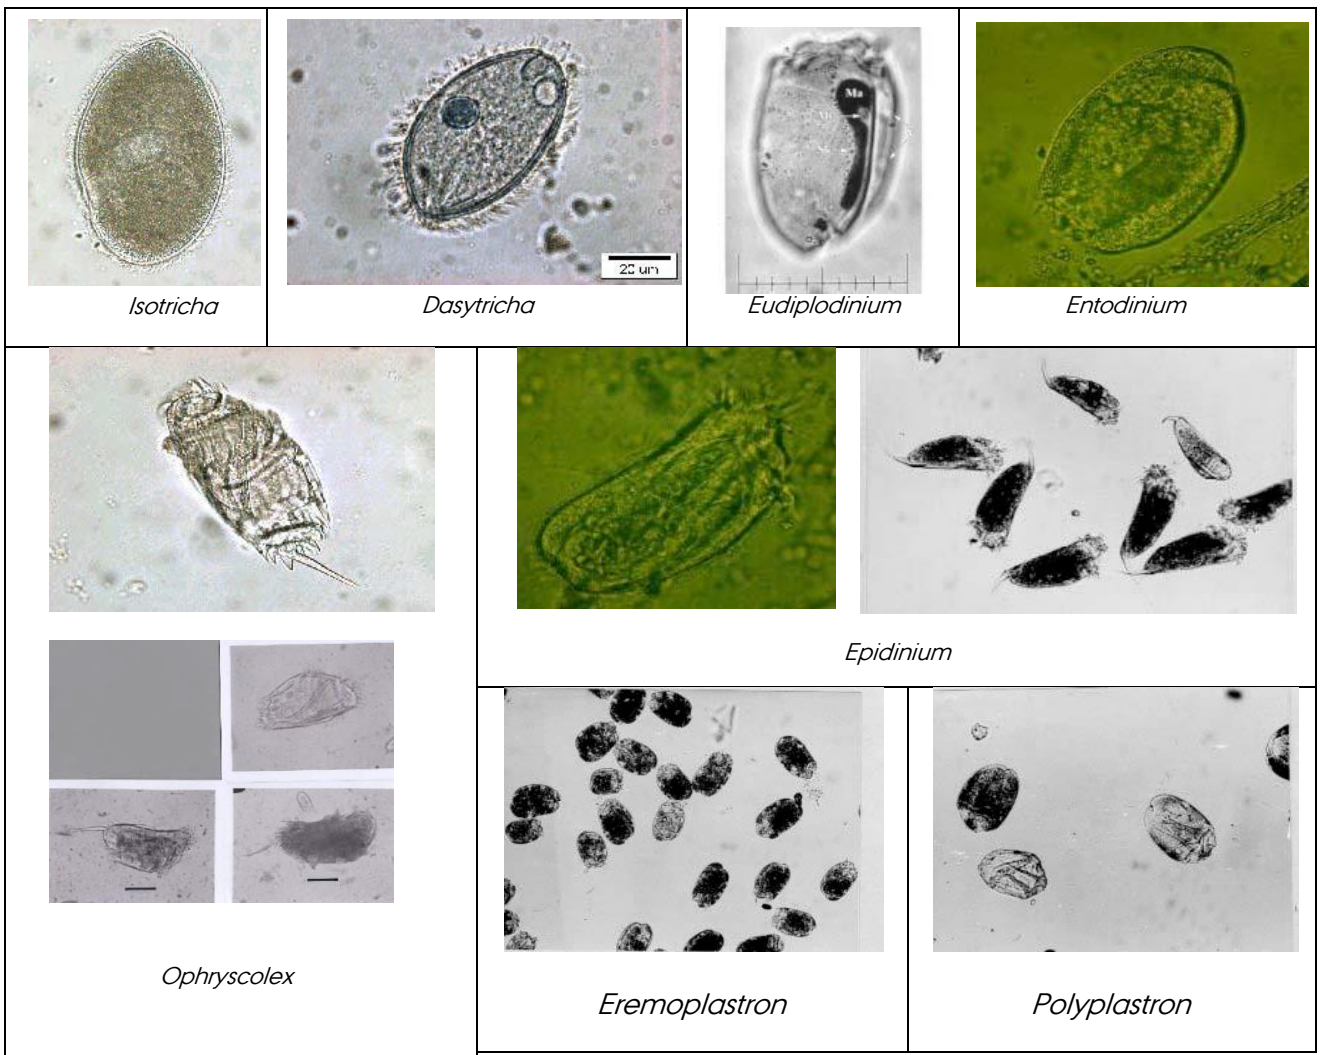 Ma
20 um
Isotricha
Dasytricha
Eudiplodinium
Entodinium
Epidinium
Ophryscolex
Eremoplastron
Polyplastron